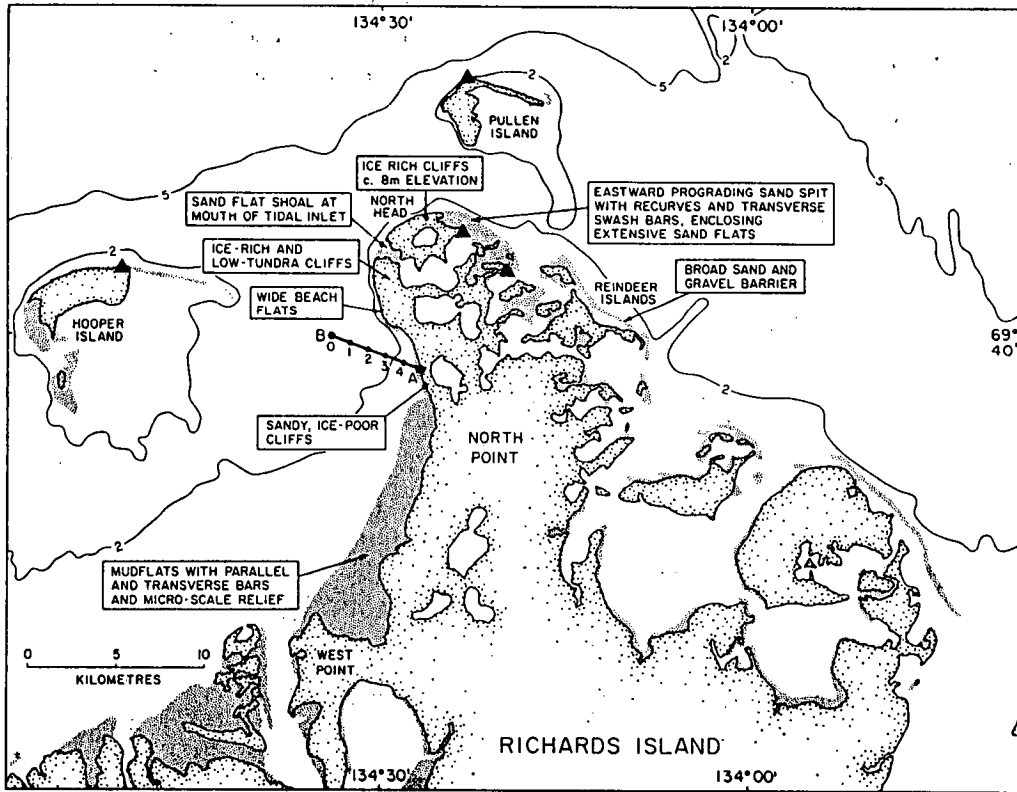 134°30'
134°00'
2
5
2
PULLEN
ISLAND
5
ICE RICH CLIFFS
c. 8m ELEVATION
NORTH
HEAD
SAND FLAT SHOAL AT
MOUTH OF TIDAL INLET
EASTWARD PROGRADING SAND SPIT
WITH RECURVES AND TRANSVERSE
SWASH BARS, ENCLOSING
EXTENSIVE SAND FLATS
5
2
ICE-RICH AND
LOW-TUNDRA CLIFFS
BROAD SAND AND
GRAVEL BARRIER
REINDEER
ISLANDS
WIDE BEACH
FLATS
HOOPER
ISLAND
69°
40'
B
0
1
2
3
4
A
2
SANDY, ICE-POOR
CLIFFS
NORTH
POINT
2
MUDFLATS WITH PARALLEL
AND TRANSVERSE BARS
AND MICRO-SCALE RELIEF
0 5 10
KILOMETRES
WEST
POINT
RICHARDS ISLAND
134°30'
134°00'